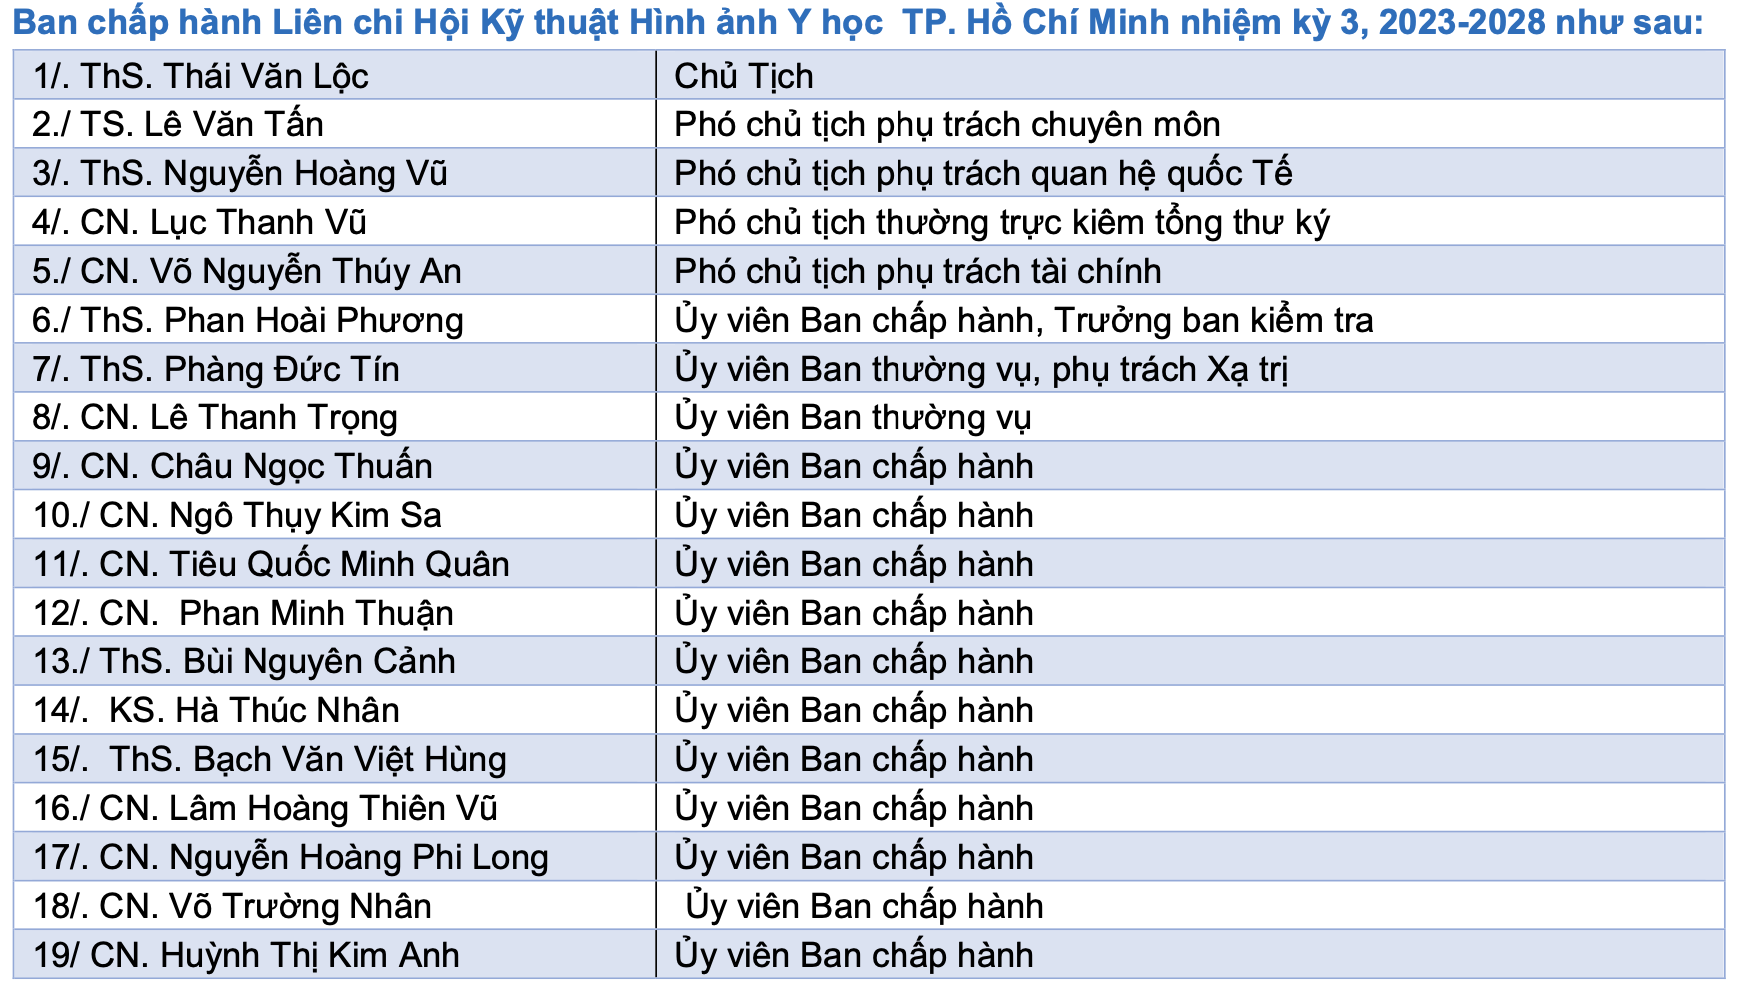 Ban chấp hành Liên chi Hội Kỹ thuật Hình ảnh Y học  TP. Hồ Chí Minh nhiệm kỳ 3, 2023-2028 như sau:
1/. ThS. Thái Văn Lộc Chủ Tịch
2./ TS. Lê Văn Tấn Phó chủ tịch phụ trách chuyên môn
3/. ThS. Nguyễn Hoàng Vũ Phó chủ tịch phụ trách quan hệ quốc Tế
4/. CN. Lục Thanh Vũ Phó chủ tịch thường trực kiêm tổng thư ký
5./ CN. Võ Nguyễn Thúy An Phó chủ tịch phụ trách tài chính
6./ ThS. Phan Hoài Phương Ủy viên Ban chấp hành, Trưởng ban kiểm tra
7/. ThS. Phàng Đức Tín Ủy viên Ban thường vụ, phụ trách Xạ trị
8/. CN. Lê Thanh Trọng Ủy viên Ban thường vụ
9/. CN. Châu Ngọc Thuấn Ủy viên Ban chấp hành
10./ CN. Ngô Thụy Kim Sa Ủy viên Ban chấp hành
11/. CN. Tiêu Quốc Minh Quân Ủy viên Ban chấp hành
12/. CN.  Phan Minh Thuận Ủy viên Ban chấp hành
13./ ThS. Bùi Nguyên Cảnh Ủy viên Ban chấp hành
14/.  KS. Hà Thúc Nhân Ủy viên Ban chấp hành
15/.  ThS. Bạch Văn Việt Hùng Ủy viên Ban chấp hành
16./ CN. Lâm Hoàng Thiên Vũ Ủy viên Ban chấp hành
17/. CN. Nguyễn Hoàng Phi Long Ủy viên Ban chấp hành
18/. CN. Võ Trường Nhân Ủy viên Ban chấp hành
19/ CN. Huỳnh Thị Kim Anh Ủy viên Ban chấp hành